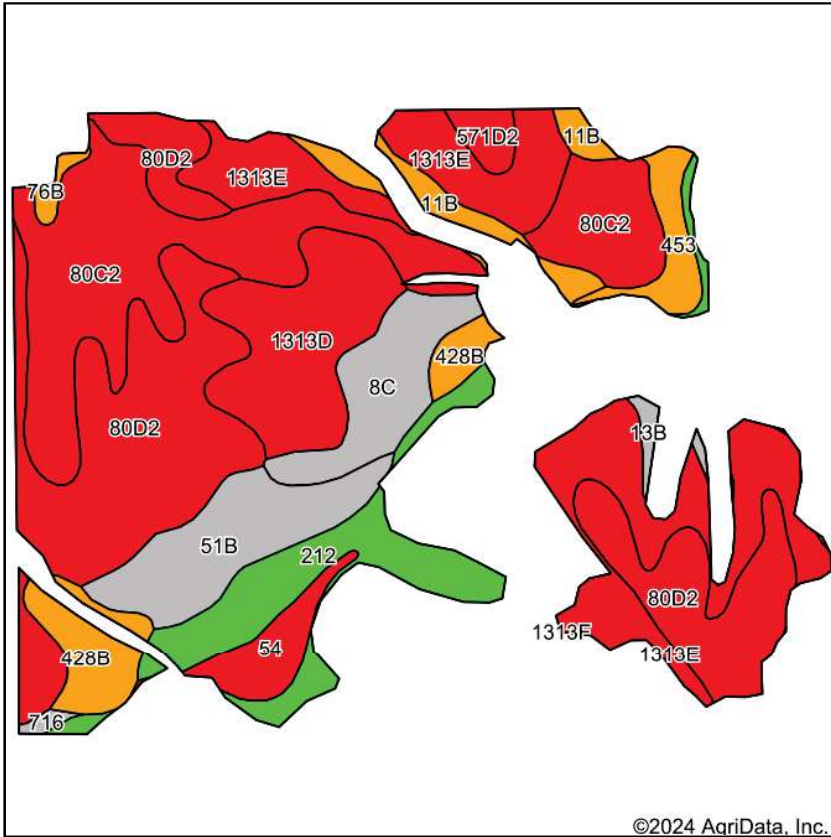 571D2
11B
80D2
1313E
1313E
76B
11B
80C2
453
80C2
1313D
428B
8C
80D2
13B
51B
212
80D2
1313F
54
1313E
428B
716
©2024 AgriData, Inc.